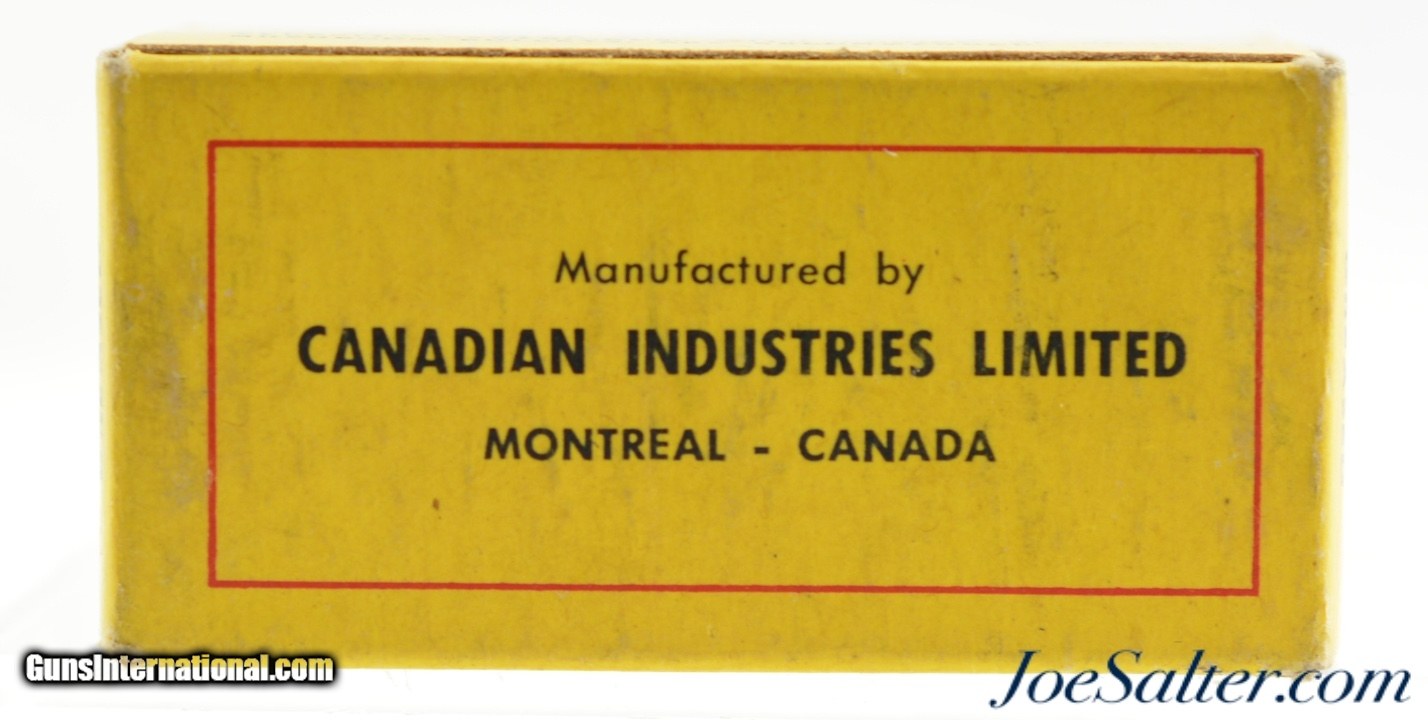 Manufactured by
CANADIAN INDUSTRIES LIMITED
MONTREAL - CANADA
GunsInternational.com
JoeSalter.com